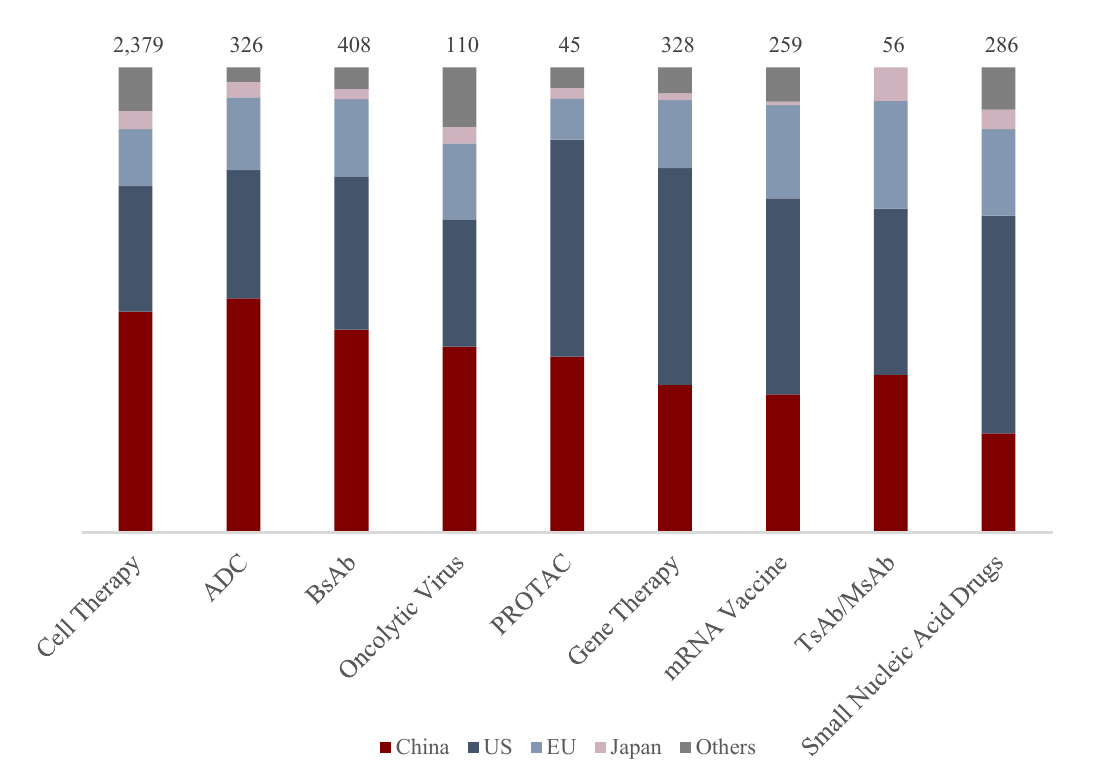 2,379 326 408 110 45 328 259 56 286
Cell Therapy
ADC
BsAb
Oncolytic Virus
PROTAC
Gene Therapy
mRNA Vaccine
TsAb/MsAb
Small Nucleic Acid Drugs
China US EU Japan Others